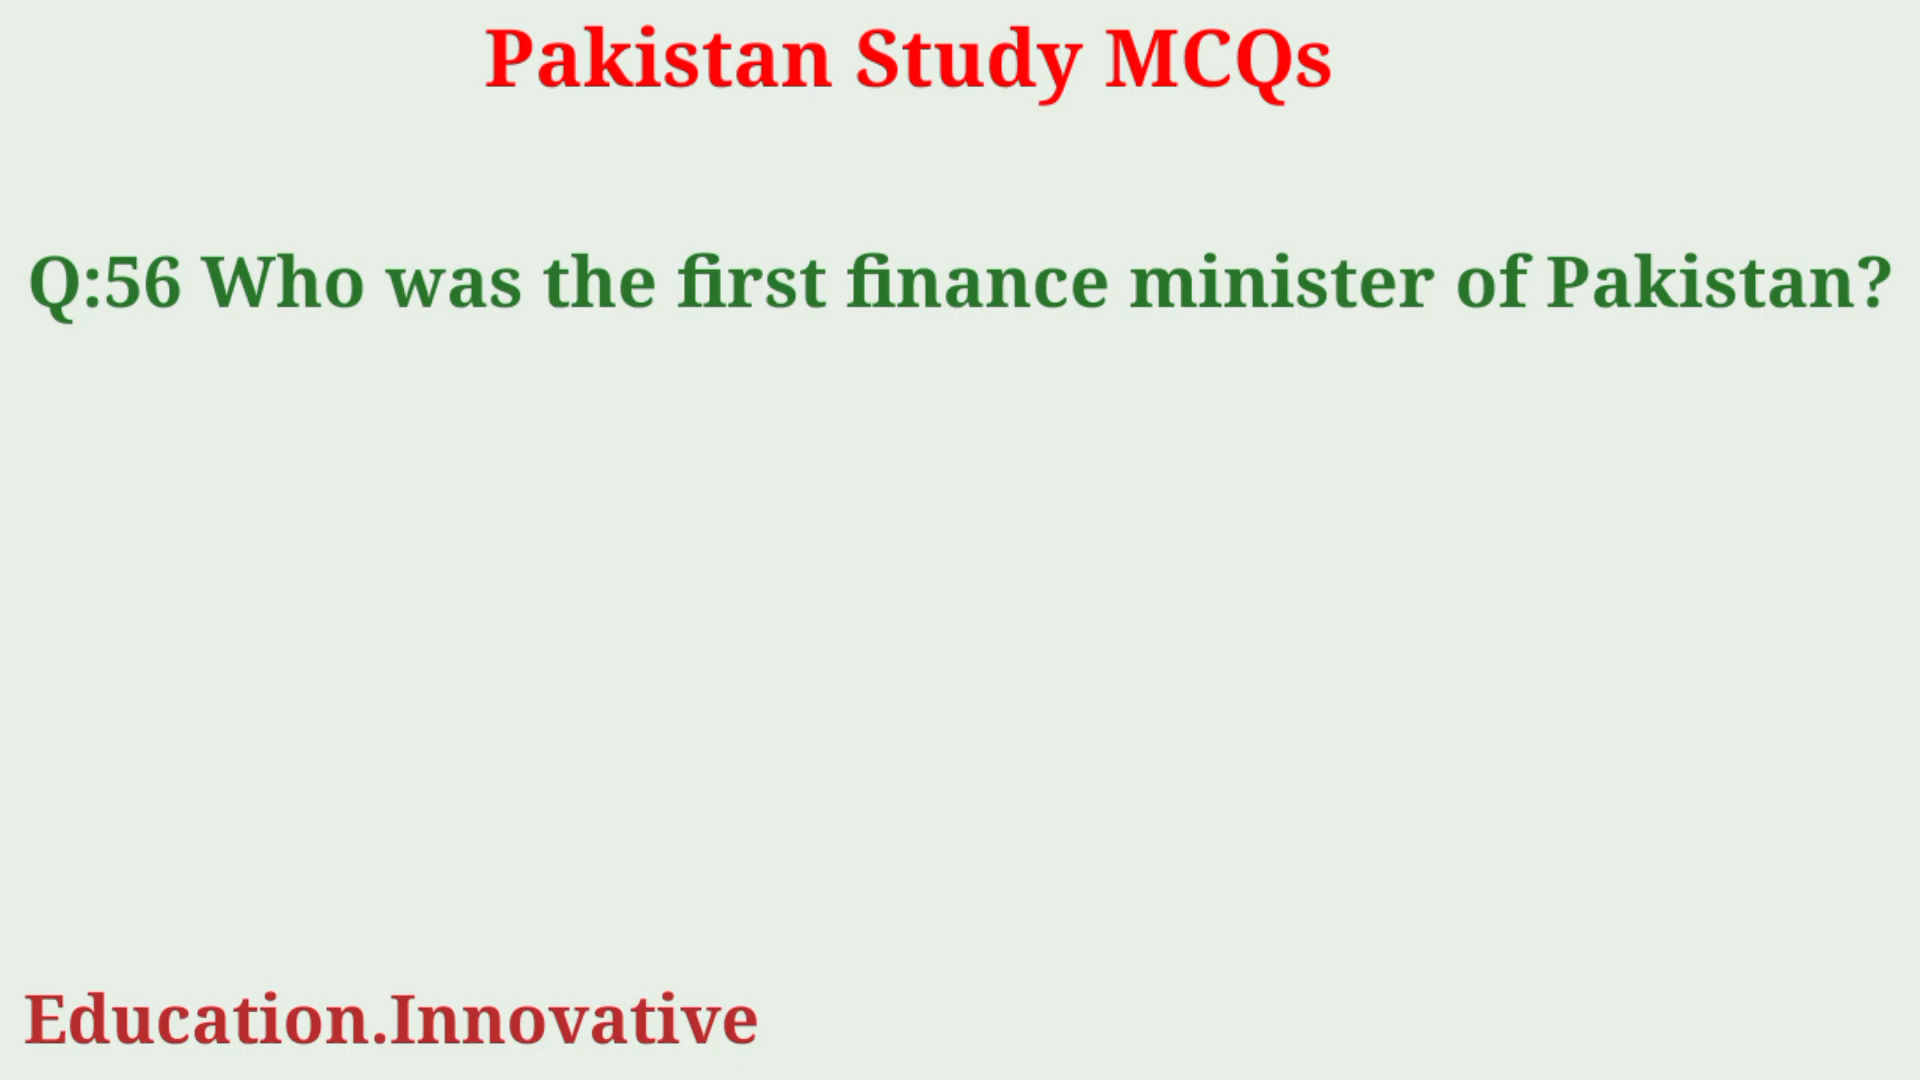 Pakistan Study MCQs
Q:56 Who was the first finance minister of Pakistan?
Education.Innovative